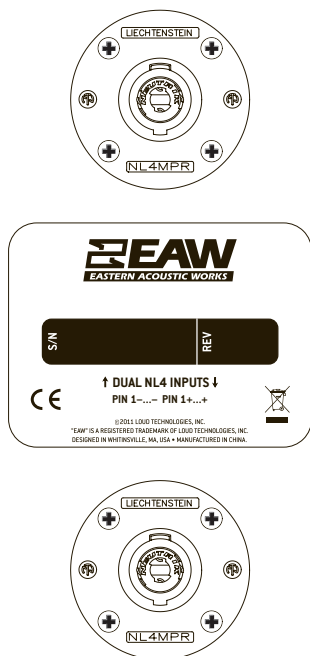 LIECHTENSTEIN
NEUTRIK
NL4MPR
EAW
EASTERN ACOUSTIC WORKS
S/N
REV
↑ DUAL NL4 INPUTS ↓
PIN 1–...– PIN 1+...+
CE
©2011 LOUD TECHNOLOGIES, INC.
"EAW" IS A REGISTERED TRADEMARK OF LOUD TECHNOLOGIES, INC.
DESIGNED IN WHITINSVILLE, MA, USA • MANUFACTURED IN CHINA.
LIECHTENSTEIN
NEUTRIK
NL4MPR